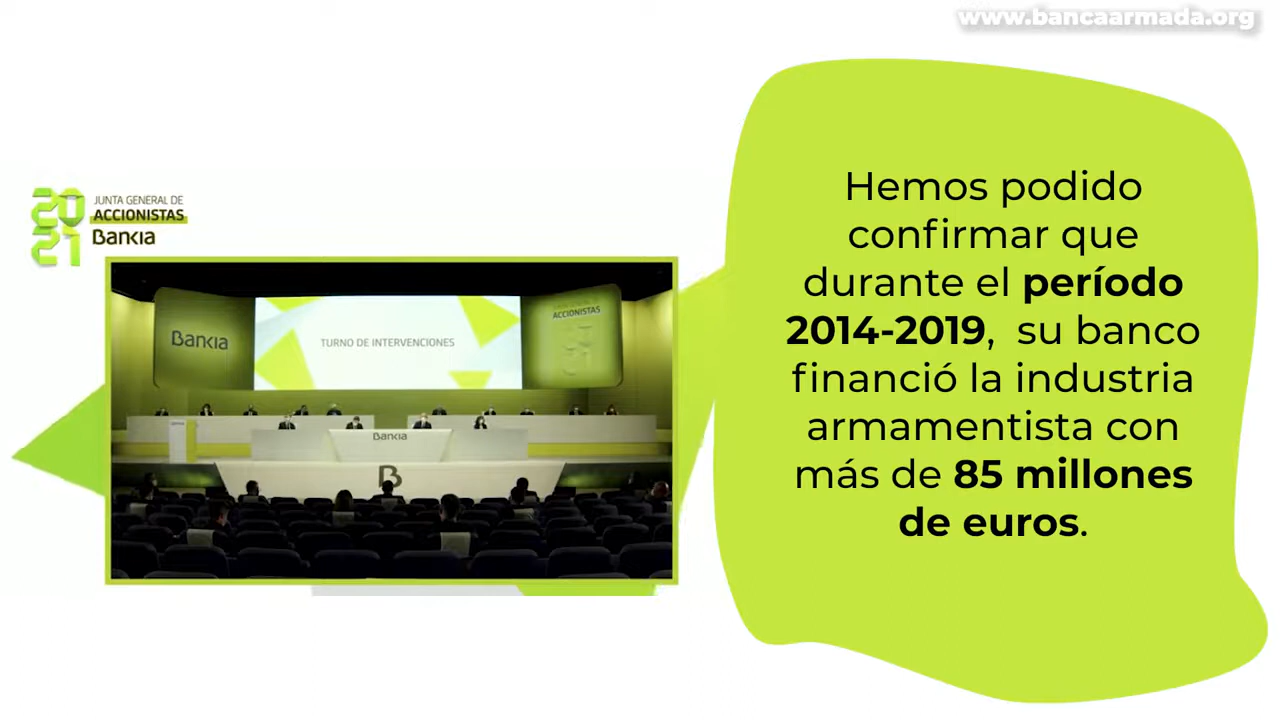 www.bancaarmada.org
2021
JUNTA GENERAL DE
ACCIONISTAS
Bankia
Bankia
TURNO DE INTERVENCIONES
ACCIONISTAS
Bankia
B
Hemos podido
confirmar que
durante el período
2014-2019, su banco
financió la industria
armamentista con
más de 85 millones
de euros.